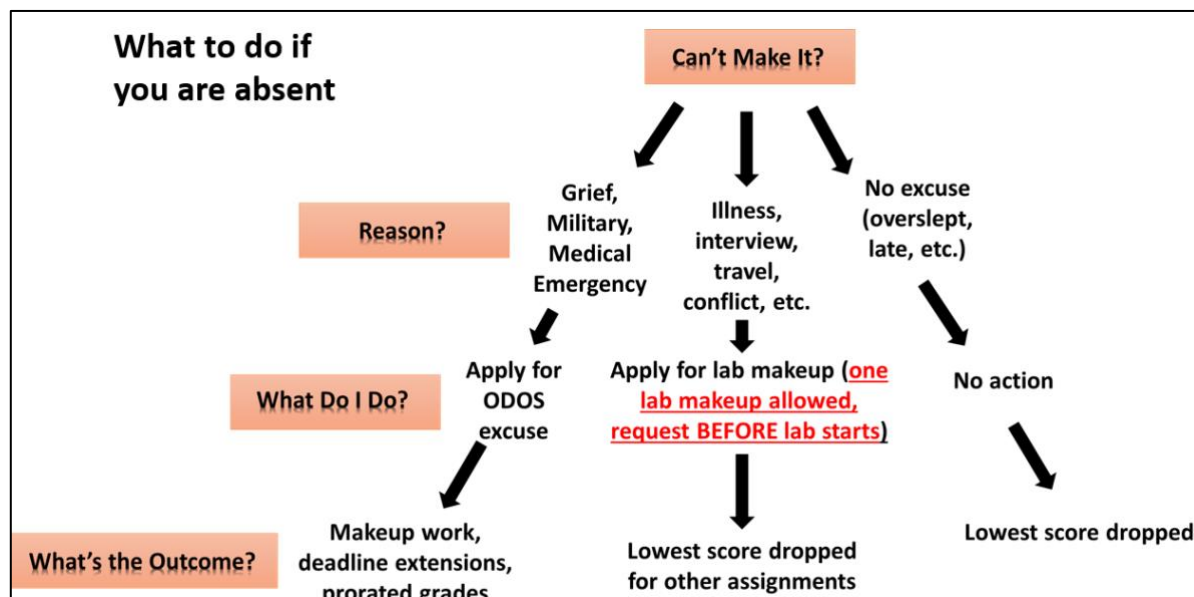 What to do if
you are absent
Can't Make It?
Reason?
Grief,
Military,
Medical
Emergency
Illness,
interview,
travel,
conflict, etc.
No excuse
(overslept,
late, etc.)
What Do I Do?
Apply for
ODOS
excuse
Apply for lab makeup (one
lab makeup allowed,
request BEFORE lab starts)
No action
What's the Outcome?
Makeup work,
deadline extensions,
prorated grades
Lowest score dropped
for other assignments
Lowest score dropped